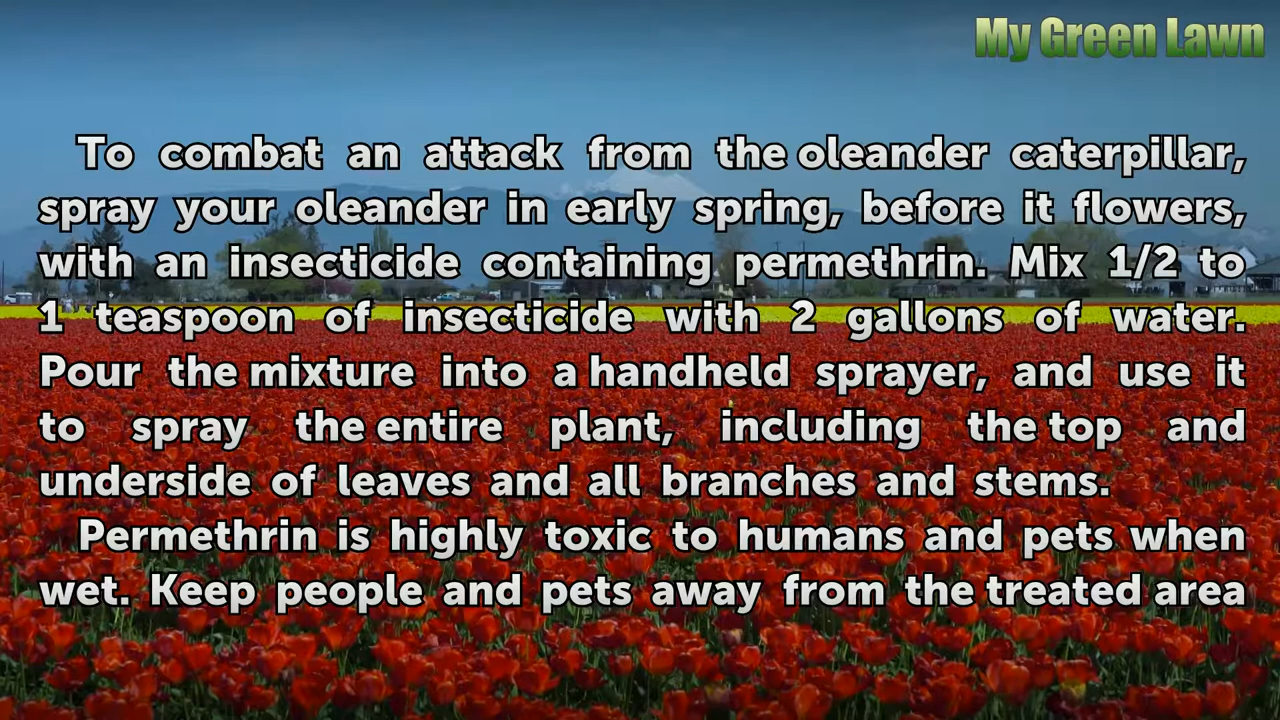 My Green Lawn
To combat an attack from the oleander caterpillar,
spray your oleander in early spring, before it flowers,
with an insecticide containing permethrin. Mix 1/2 to
1 teaspoon of insecticide with 2 gallons of water.
Pour the mixture into a handheld sprayer, and use it
to spray the entire plant, including the top and
underside of leaves and all branches and stems.
Permethrin is highly toxic to humans and pets when
wet. Keep people and pets away from the treated area